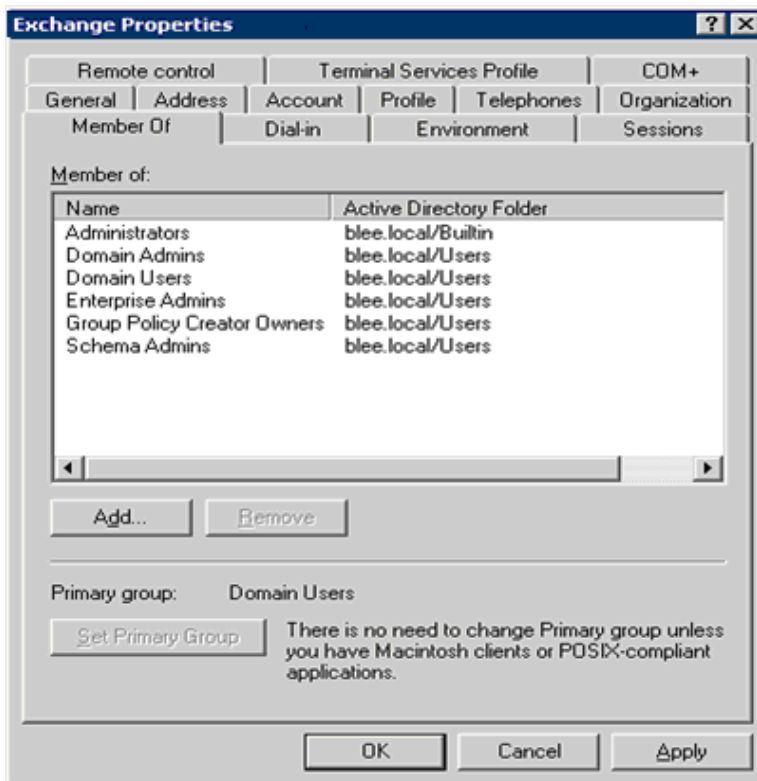 Exchange Properties
Remote control Terminal Services Profile COM+
General Address Account Profile Telephones Organization
Member Of Dial-in Environment Sessions
Member of:
Name Active Directory Folder
Administrators blee.local/Builtin
Domain Admins blee.local/Users
Domain Users blee.local/Users
Enterprise Admins blee.local/Users
Group Policy Creator Owners blee.local/Users
Schema Admins blee.local/Users
Add... Remove
Primary group: Domain Users
Set Primary Group There is no need to change Primary group unless
you have Macintosh clients or POSIX-compliant
applications.
OK Cancel Apply